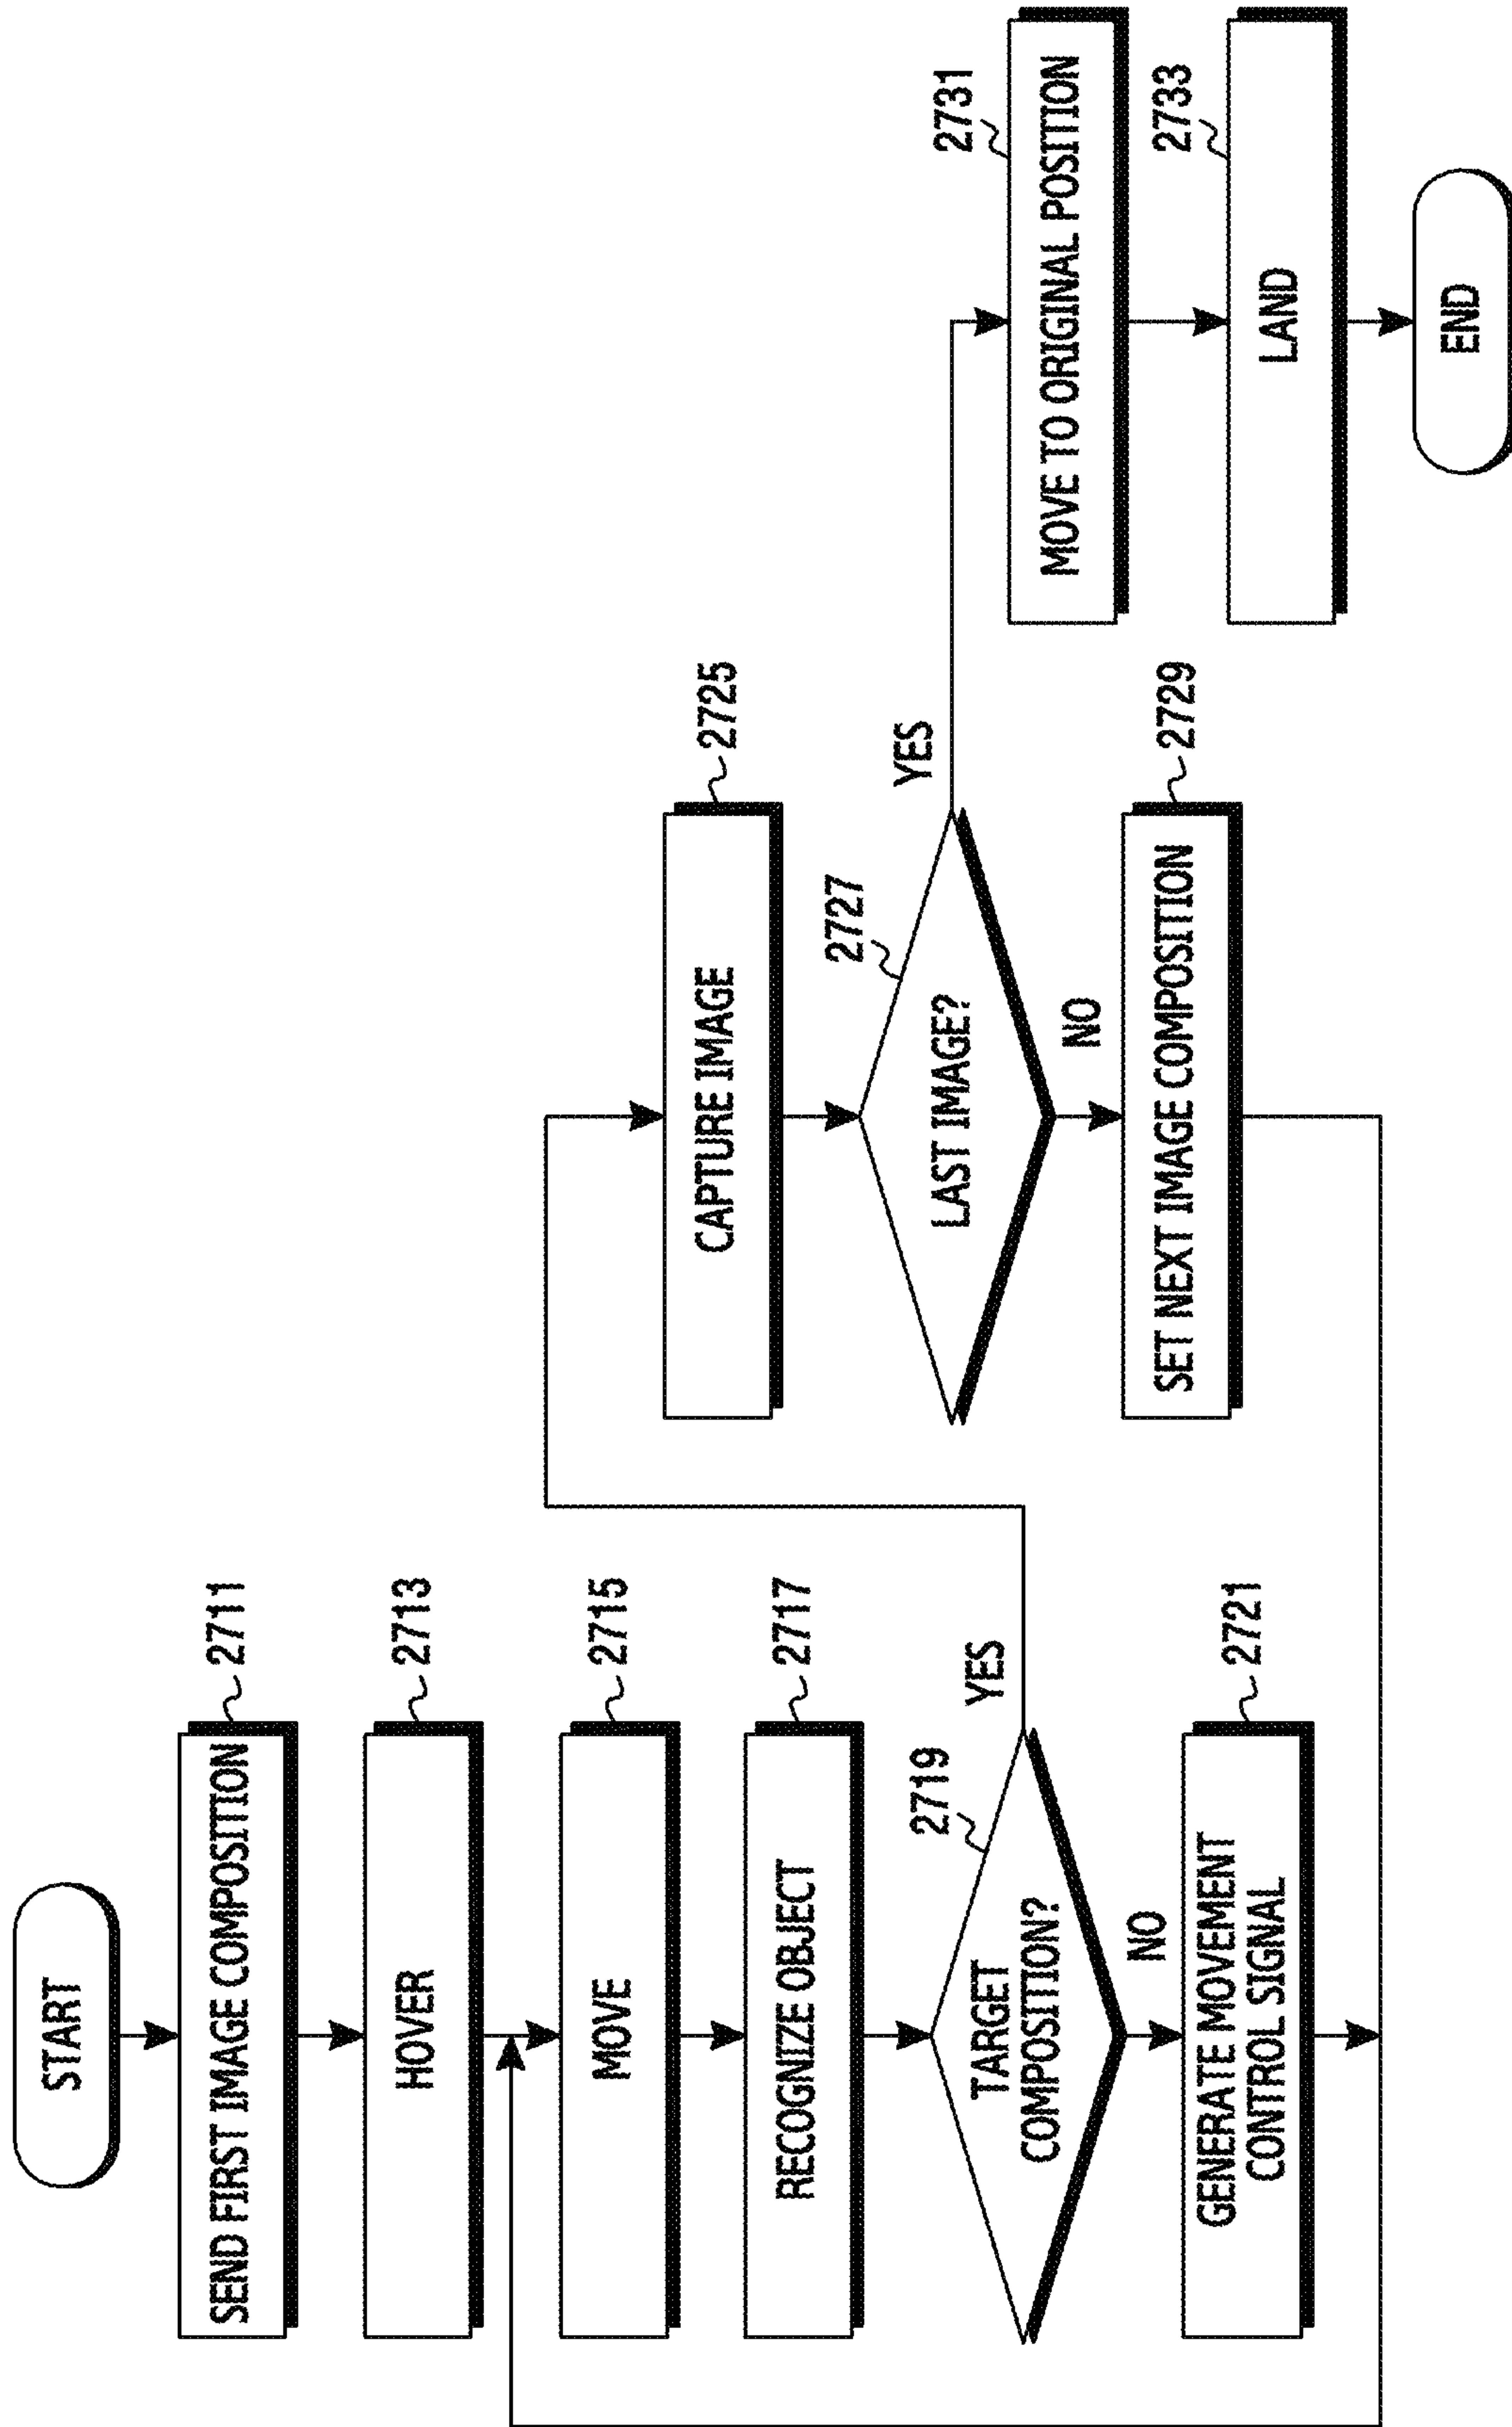 START
2711
SEND FIRST IMAGE COMPOSITION
2713
HOVER
2715
MOVE
2717
RECOGNIZE OBJECT
2719
TARGET
COMPOSITION?
YES
NO
2721
GENERATE MOVEMENT
CONTROL SIGNAL
2725
CAPTURE IMAGE
2727
LAST IMAGE?
YES
NO
2729
SET NEXT IMAGE COMPOSITION
2731
MOVE TO ORIGINAL POSITION
2733
LAND
END